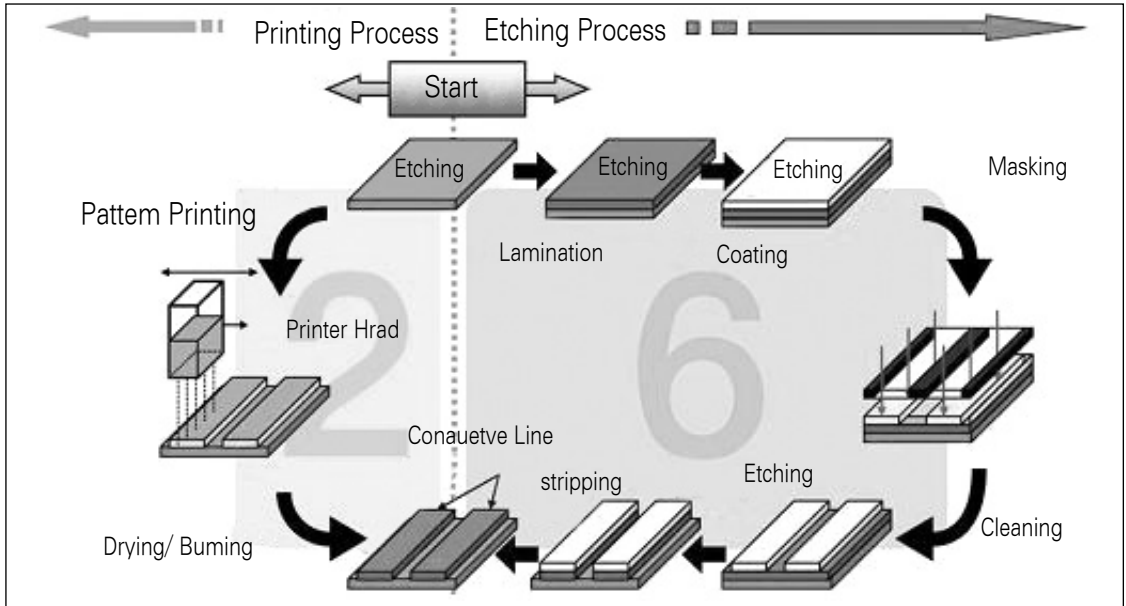 Printing Process
Etching Process
Start
Etching
Etching
Etching
Masking
Pattem Printing
Lamination
Coating
2
6
Printer Hrad
Conauetve Line
stripping
Etching
Cleaning
Drying/ Buming